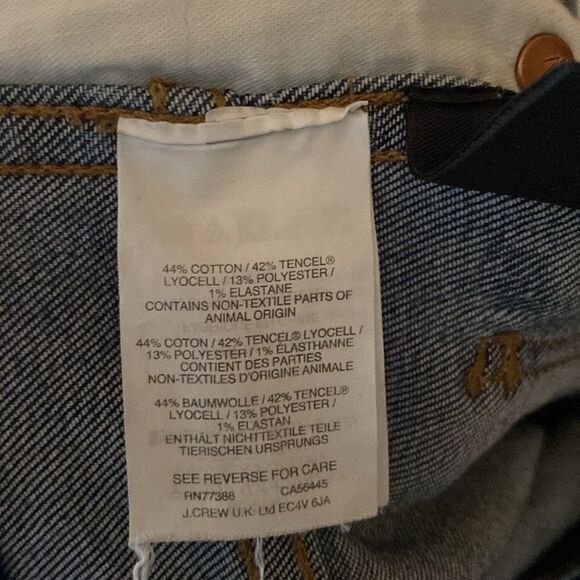 44% COTTON / 42% TENCEL®
LYOCELL / 13% POLYESTER /
1% ELASTANE
CONTAINS NON-TEXTILE PARTS OF
ANIMAL ORIGIN
44% COTON / 42% TENCEL® LYOCELL /
13% POLYESTER / 1% ELASTHANNE
CONTIENT DES PARTIES
NON-TEXTILES D'ORIGINE ANIMALE
44% BAUMWOLLE / 42% TENCEL®
LYOCELL / 13% POLYESTER /
1% ELASTAN
ENTHÄLT NICHTTEXTILE TEILE
TIERISCHEN URSPRUNGS
SEE REVERSE FOR CARE
RN77388 CA56445
J.CREW U.K. Ltd EC4V 6JA